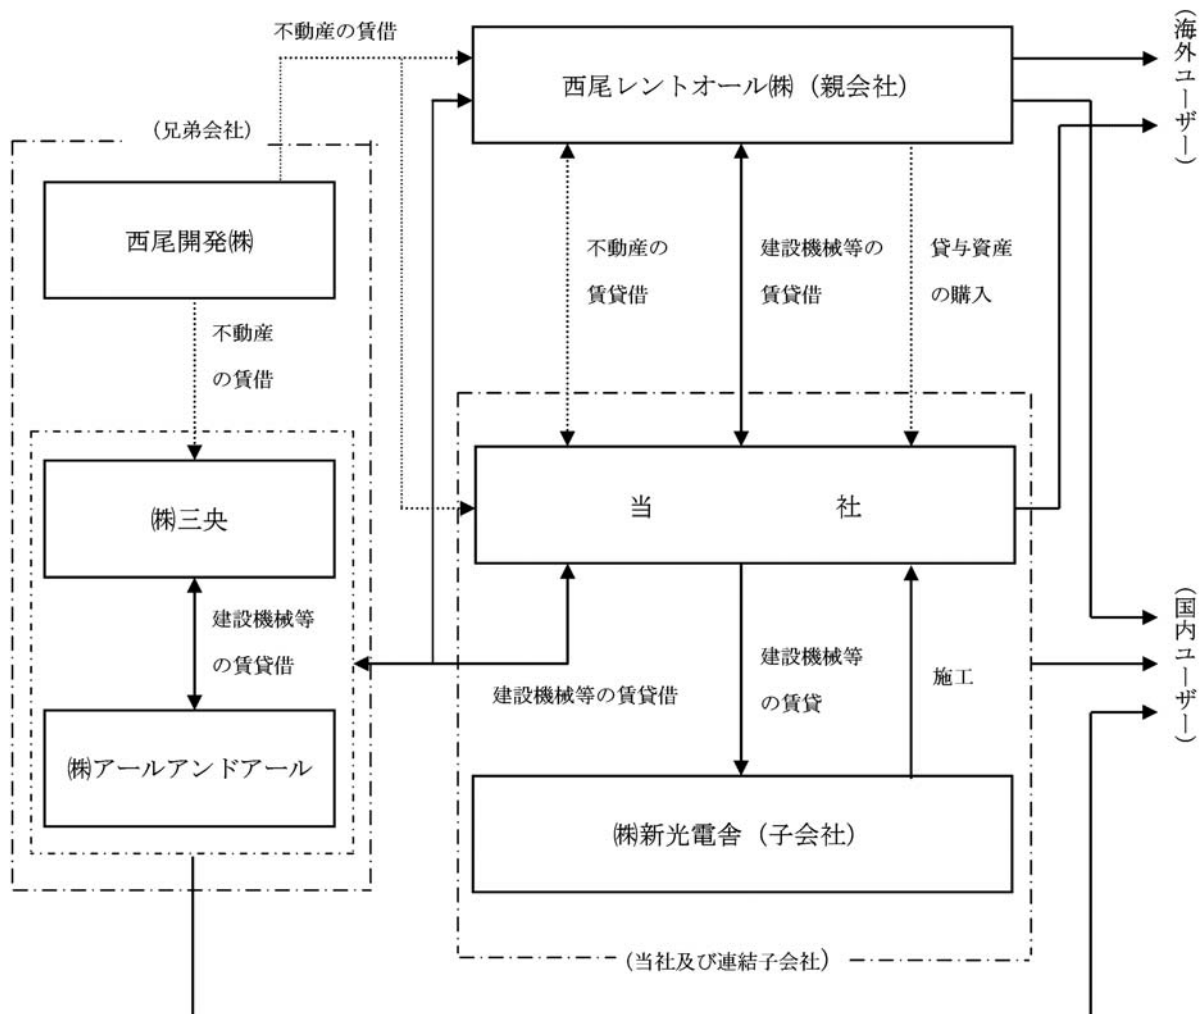 不動産の賃借
西尾レントオール㈱（親会社）
（海外ユーザー）
（兄弟会社）
西尾開発㈱
不動産の
賃貸借
建設機械等の
賃貸借
貸与資産
の購入
不動産
の賃借
㈱三央
当　　　社
建設機械等
の賃貸借
建設機械等の賃貸借
建設機械等
の賃貸
施工
（国内ユーザー）
㈱アールアンドアール
㈱新光電舎（子会社）
（当社及び連結子会社）